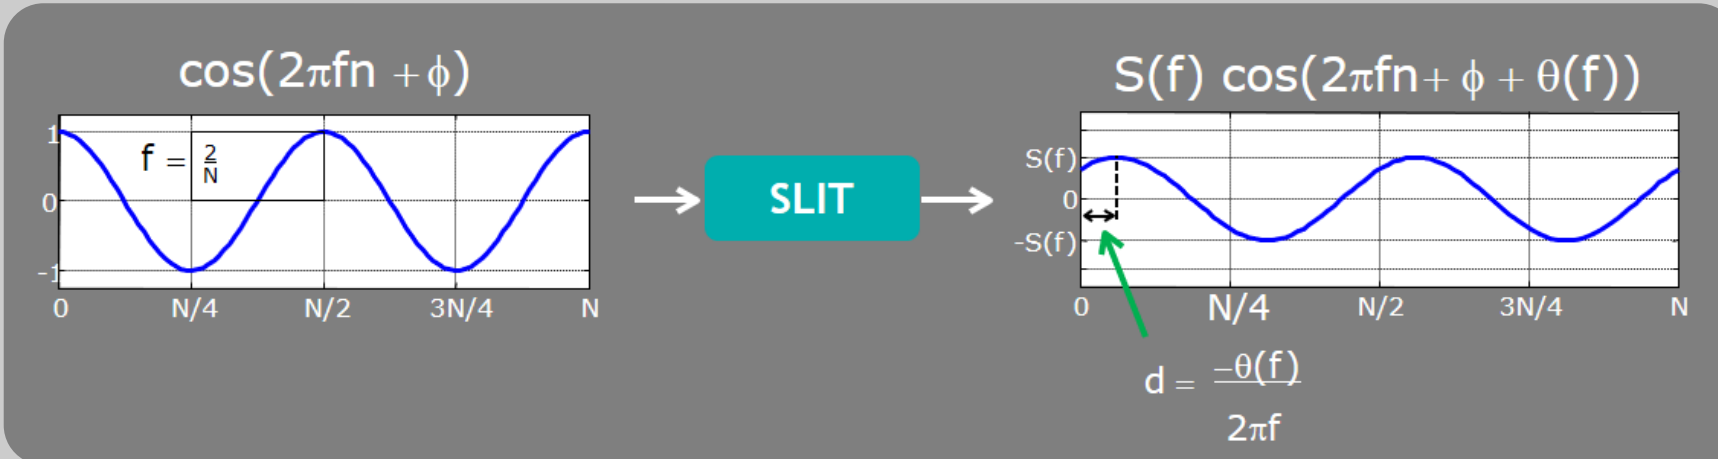 cos(2πfn + ϕ)
1
f = 2/N
0
-1
0 N/4 N/2 3N/4 N
SLIT
S(f) cos(2πfn+ ϕ + θ(f))
S(f)
0
-S(f)
0 N/4 N/2 3N/4 N
d = −θ(f)
2πf